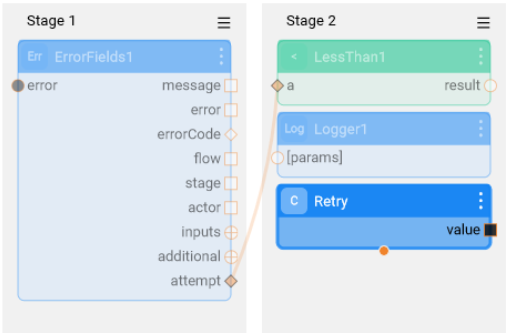 Stage 1
Err ErrorFields1
error message
error
errorCode
flow
stage
actor
inputs
additional
attempt
Stage 2
< LessThan1
a result
Log Logger1
[params]
C Retry
value